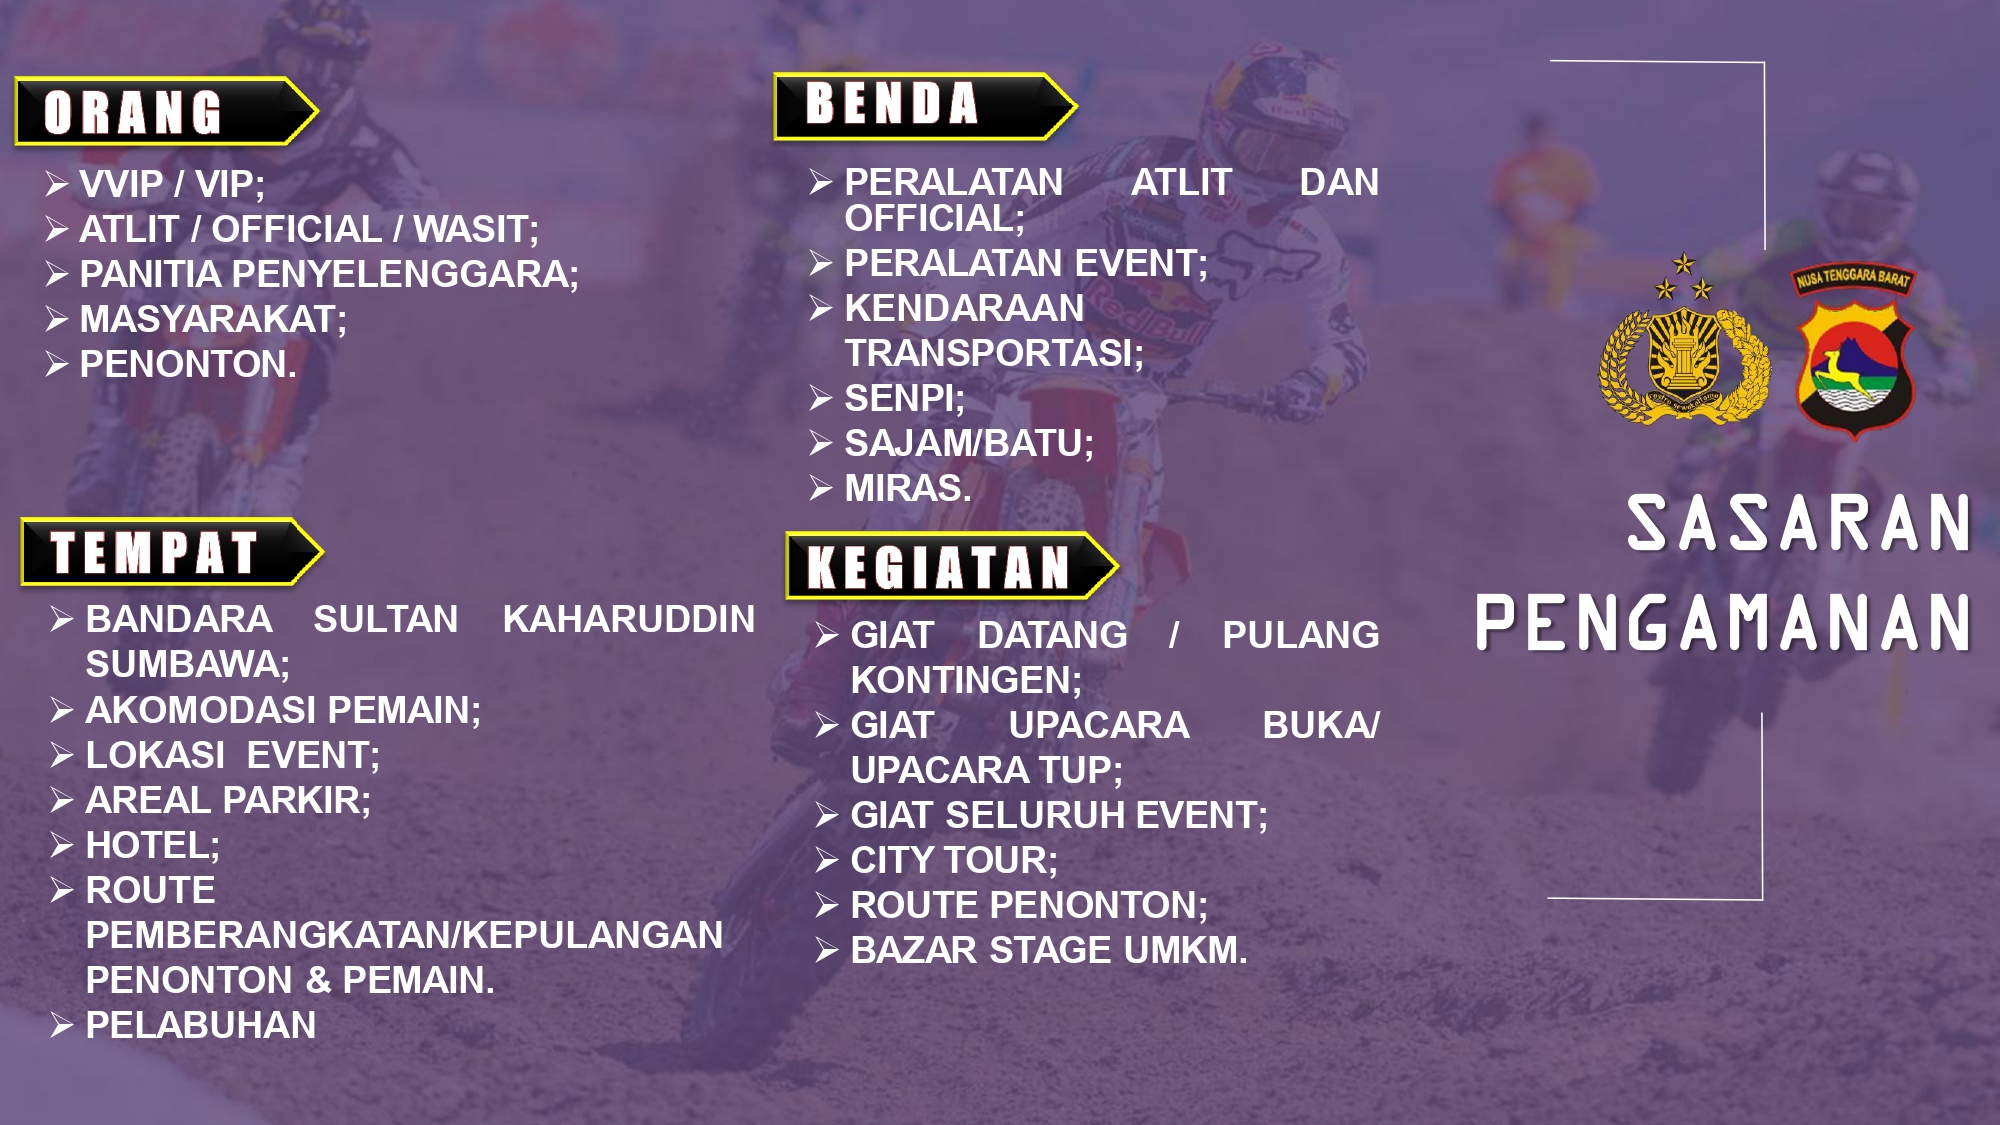 ORANG
VVIP / VIP;
ATLIT / OFFICIAL / WASIT;
PANITIA PENYELENGGARA;
MASYARAKAT;
PENONTON.
TEMPAT
BANDARA SULTAN KAHARUDDIN
SUMBAWA;
AKOMODASI PEMAIN;
LOKASI EVENT;
AREAL PARKIR;
HOTEL;
ROUTE
PEMBERANGKATAN/KEPULANGAN
PENONTON & PEMAIN.
PELABUHAN
BENDA
PERALATAN ATLIT DAN
OFFICIAL;
PERALATAN EVENT;
KENDARAAN
TRANSPORTASI;
SENPI;
SAJAM/BATU;
MIRAS.
KEGIATAN
GIAT DATANG / PULANG
KONTINGEN;
GIAT UPACARA BUKA/
UPACARA TUP;
GIAT SELURUH EVENT;
CITY TOUR;
ROUTE PENONTON;
BAZAR STAGE UMKM.
NUSA TENGGARA BARAT
SASARAN
PENGAMANAN
Red Bull